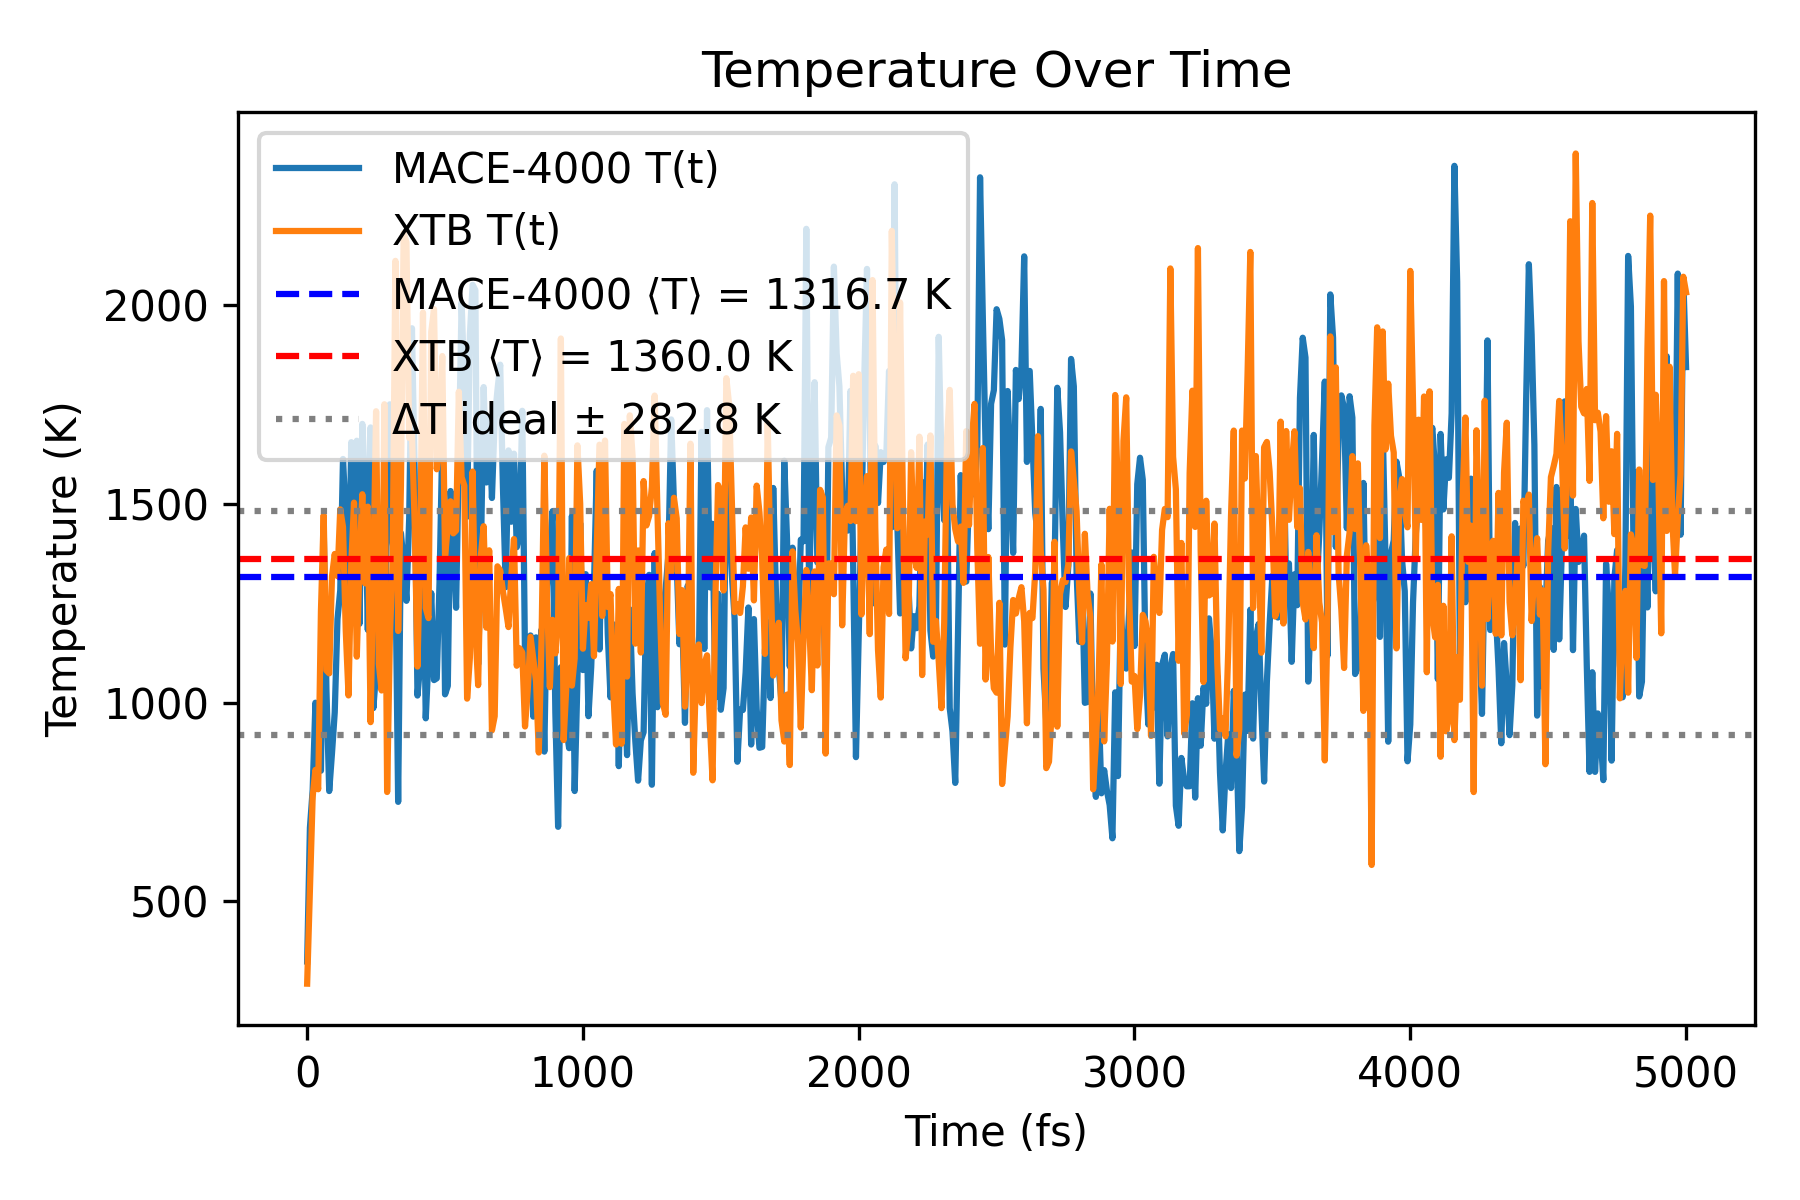 Temperature Over Time
MACE-4000 T(t)
XTB T(t)
MACE-4000 ⟨T⟩ = 1316.7 K
XTB ⟨T⟩ = 1360.0 K
ΔT ideal ± 282.8 K
Temperature (K)
2000
1500
1000
500
0 1000 2000 3000 4000 5000
Time (fs)